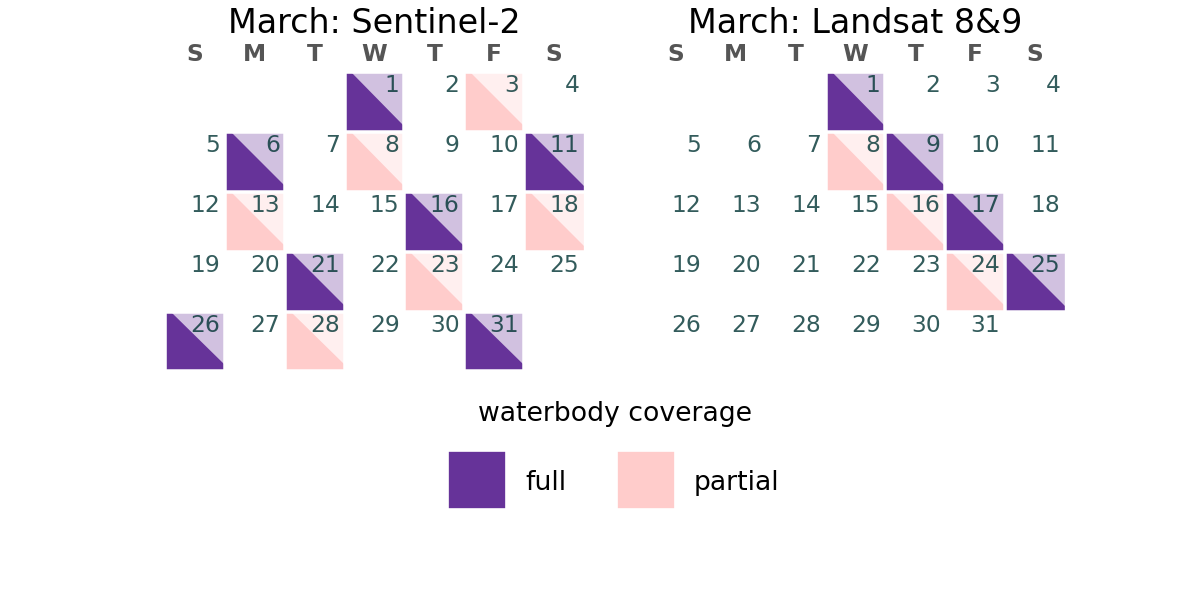 March: Sentinel-2
S M T W T F S
1 2 3 4
5 6 7 8 9 10 11
12 13 14 15 16 17 18
19 20 21 22 23 24 25
26 27 28 29 30 31
March: Landsat 8&9
S M T W T F S
1 2 3 4
5 6 7 8 9 10 11
12 13 14 15 16 17 18
19 20 21 22 23 24 25
26 27 28 29 30 31
waterbody coverage
full partial